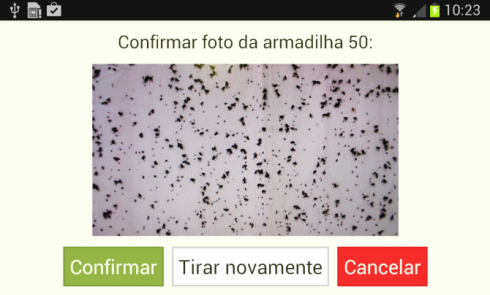 10:23
Confirmar foto da armadilha 50:
Confirmar
Tirar novamente
Cancelar